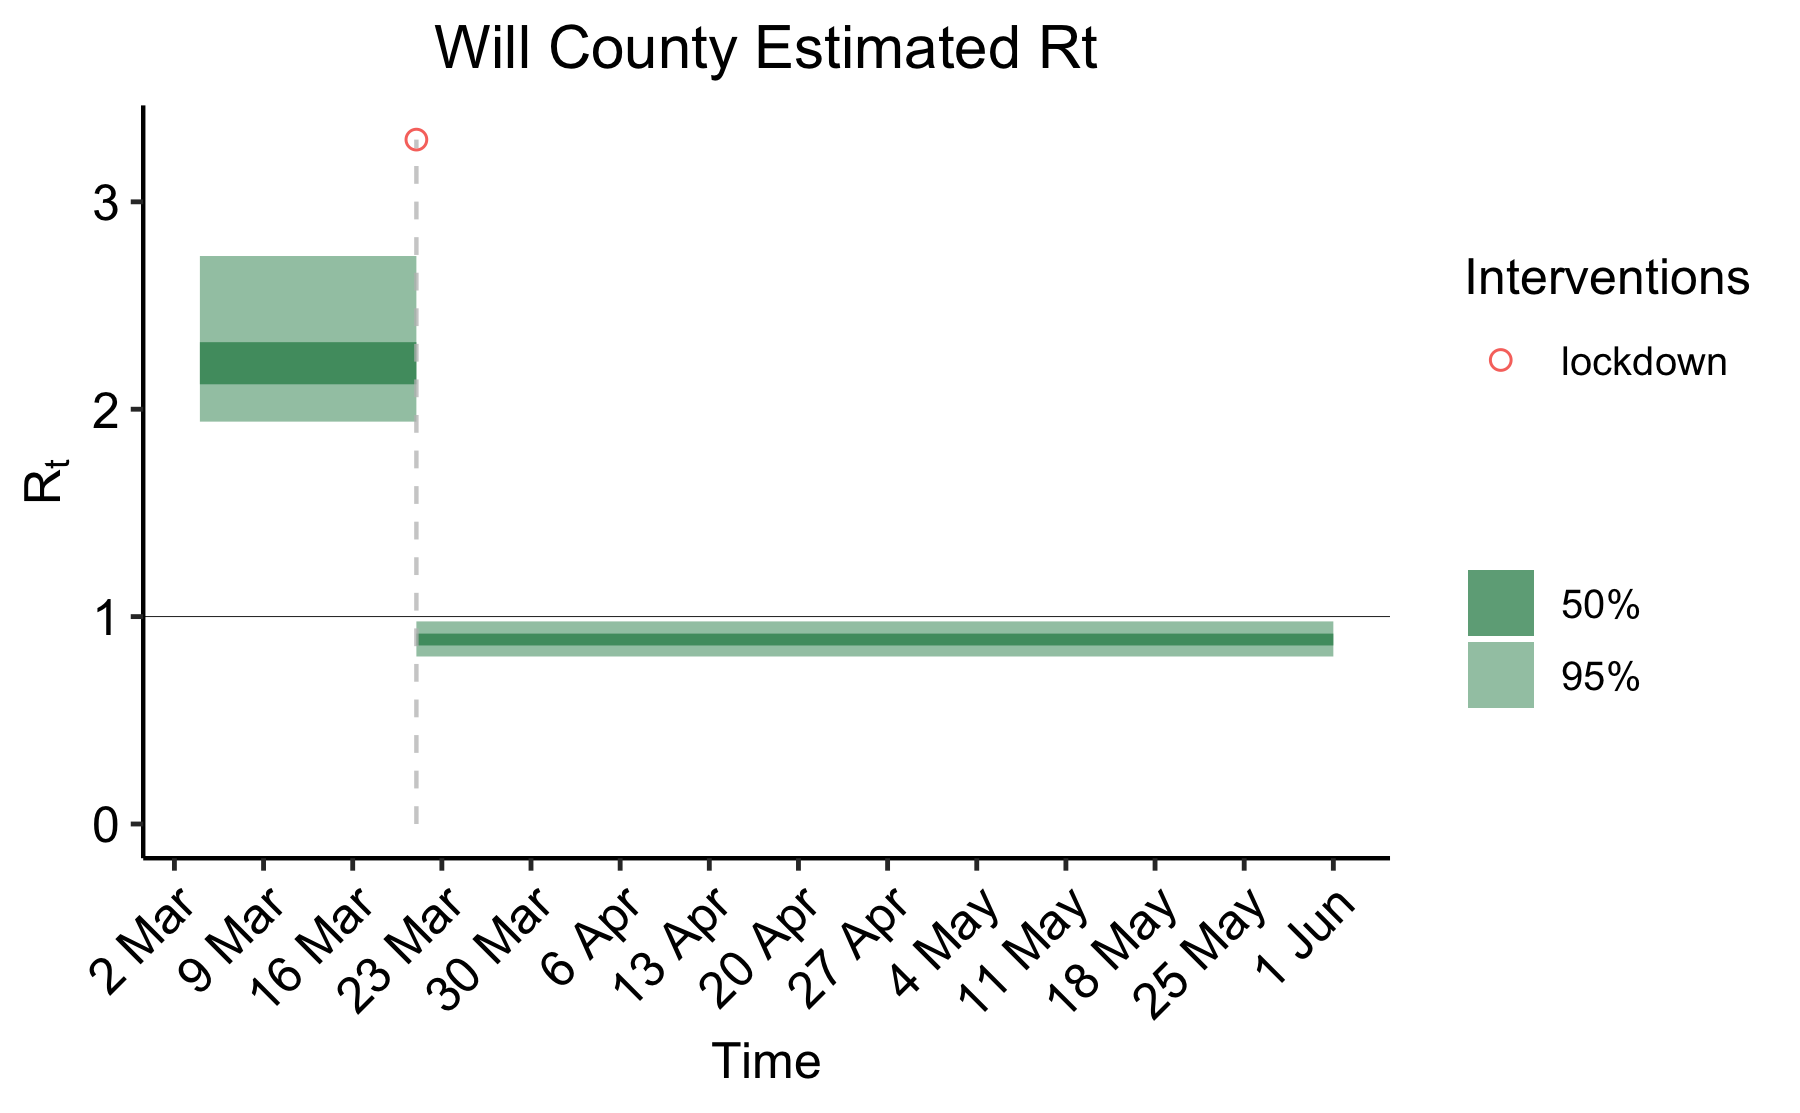 Will County Estimated Rt
3
2
1
0
Rt
2 Mar
9 Mar
16 Mar
23 Mar
30 Mar
6 Apr
13 Apr
20 Apr
27 Apr
4 May
11 May
18 May
25 May
1 Jun
Time
Interventions
lockdown
50%
95%